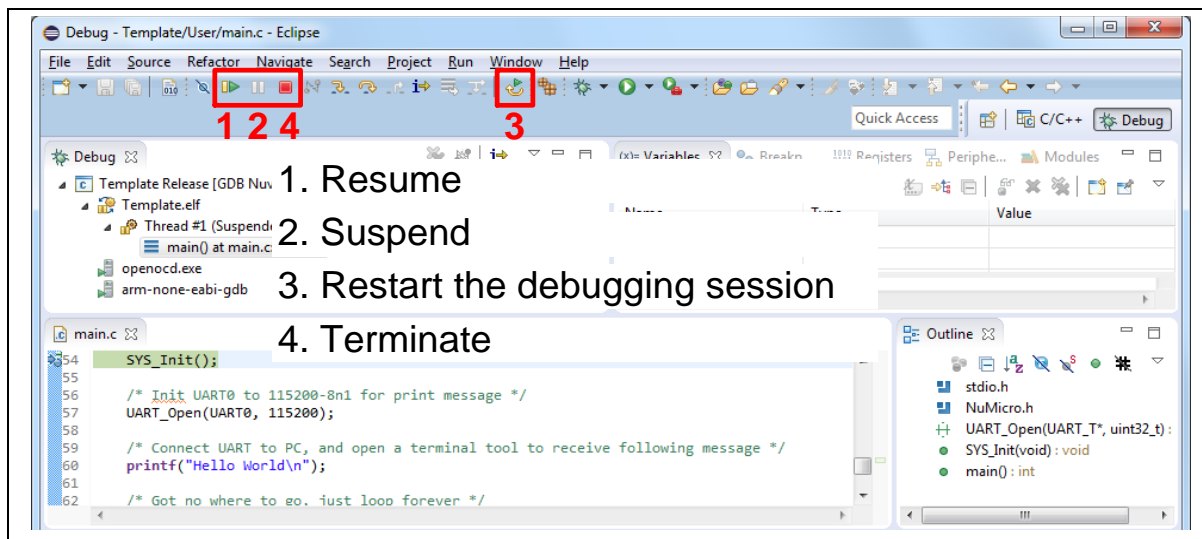 Debug - Template/User/main.c - Eclipse
File Edit Source Refactor Navigate Search Project Run Window Help
1 2 4 3
Quick Access C/C++ Debug
Debug
Template Release [GDB
Template.elf
Thread #1
main() at
openocd.exe
arm-none-eabi-gdb
1. Resume
2. Suspend
3. Restart the debugging session
4. Terminate
(x)= Variables Breakp Registers Periphe... Modules
Name Type Value
main.c
54 SYS_Init();
55
56 /* Init UART0 to 115200-8n1 for print message */
57 UART_Open(UART0, 115200);
58
59 /* Connect UART to PC, and open a terminal tool to receive following message */
60 printf("Hello World\n");
61
62 /* Got no where to go, just loop forever */
Outline
stdio.h
NuMicro.h
UART_Open(UART_T*, uint32_t) :
SYS_Init(void) : void
main() : int